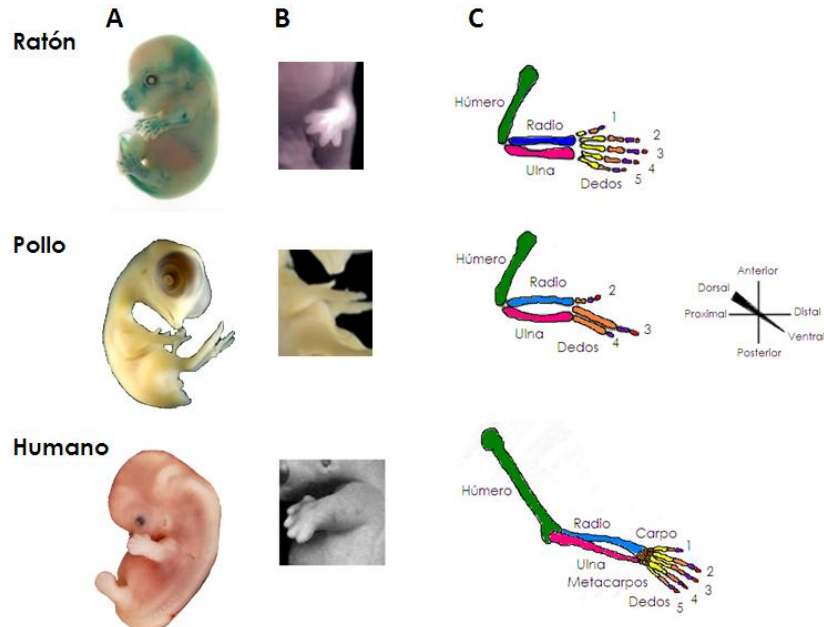 A
B
C
Ratón
Húmero
Radio
Ulna
Dedos
1
2
3
4
5
Pollo
Húmero
Radio
Ulna
Dedos
2
3
4
Anterior
Dorsal
Proximal
Distal
Ventral
Posterior
Humano
Húmero
Radio
Carpo
Ulna
Metacarpos
Dedos
1
2
3
4
5